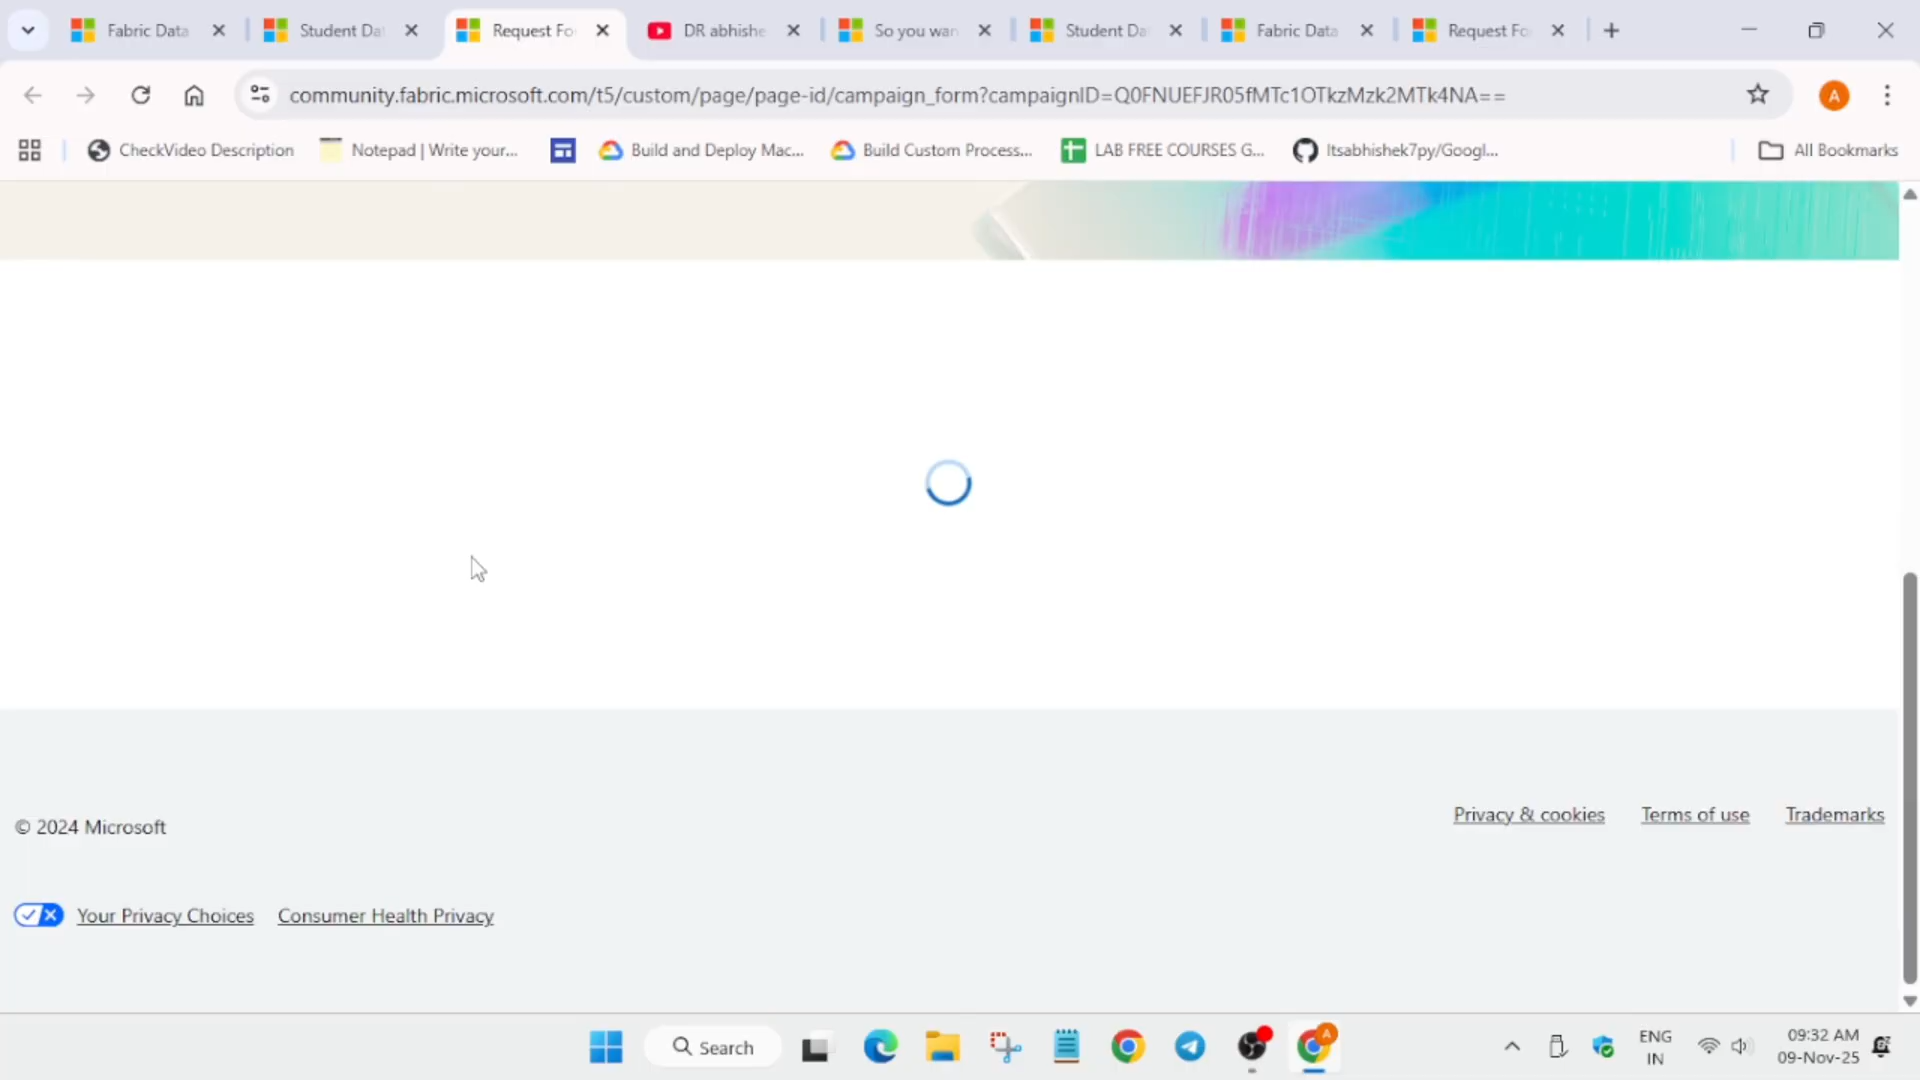 Fabric Data
Student Da
Request Fo
DR abhishe
So you wan
Student Da
Fabric Data
Request Fo
community.fabric.microsoft.com/t5/custom/page/page-id/campaign_form?campaignID=Q0FNUEFJR05fMTc1OTkzMzk2MTk4NA==
A
CheckVideo Description
Notepad | Write your...
Build and Deploy Mac...
Build Custom Process...
LAB FREE COURSES G...
Itsabhishek7py/Googl...
All Bookmarks
© 2024 Microsoft
Privacy & cookies
Terms of use
Trademarks
Your Privacy Choices
Consumer Health Privacy
Search
A
ENG
IN
09:32 AM
09-Nov-25